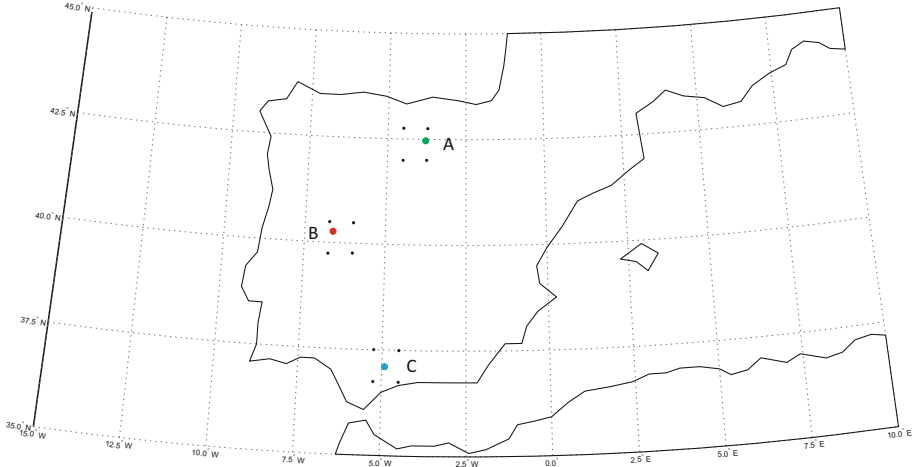 45.0° N
42.5° N
A
40.0° N
B
37.5° N
C
35.0° N
15.0° W
12.5° W
10.0° W
7.5° W
5.0° W
2.5° W
0.0°
2.5° E
5.0° E
7.5° E
10.0° E